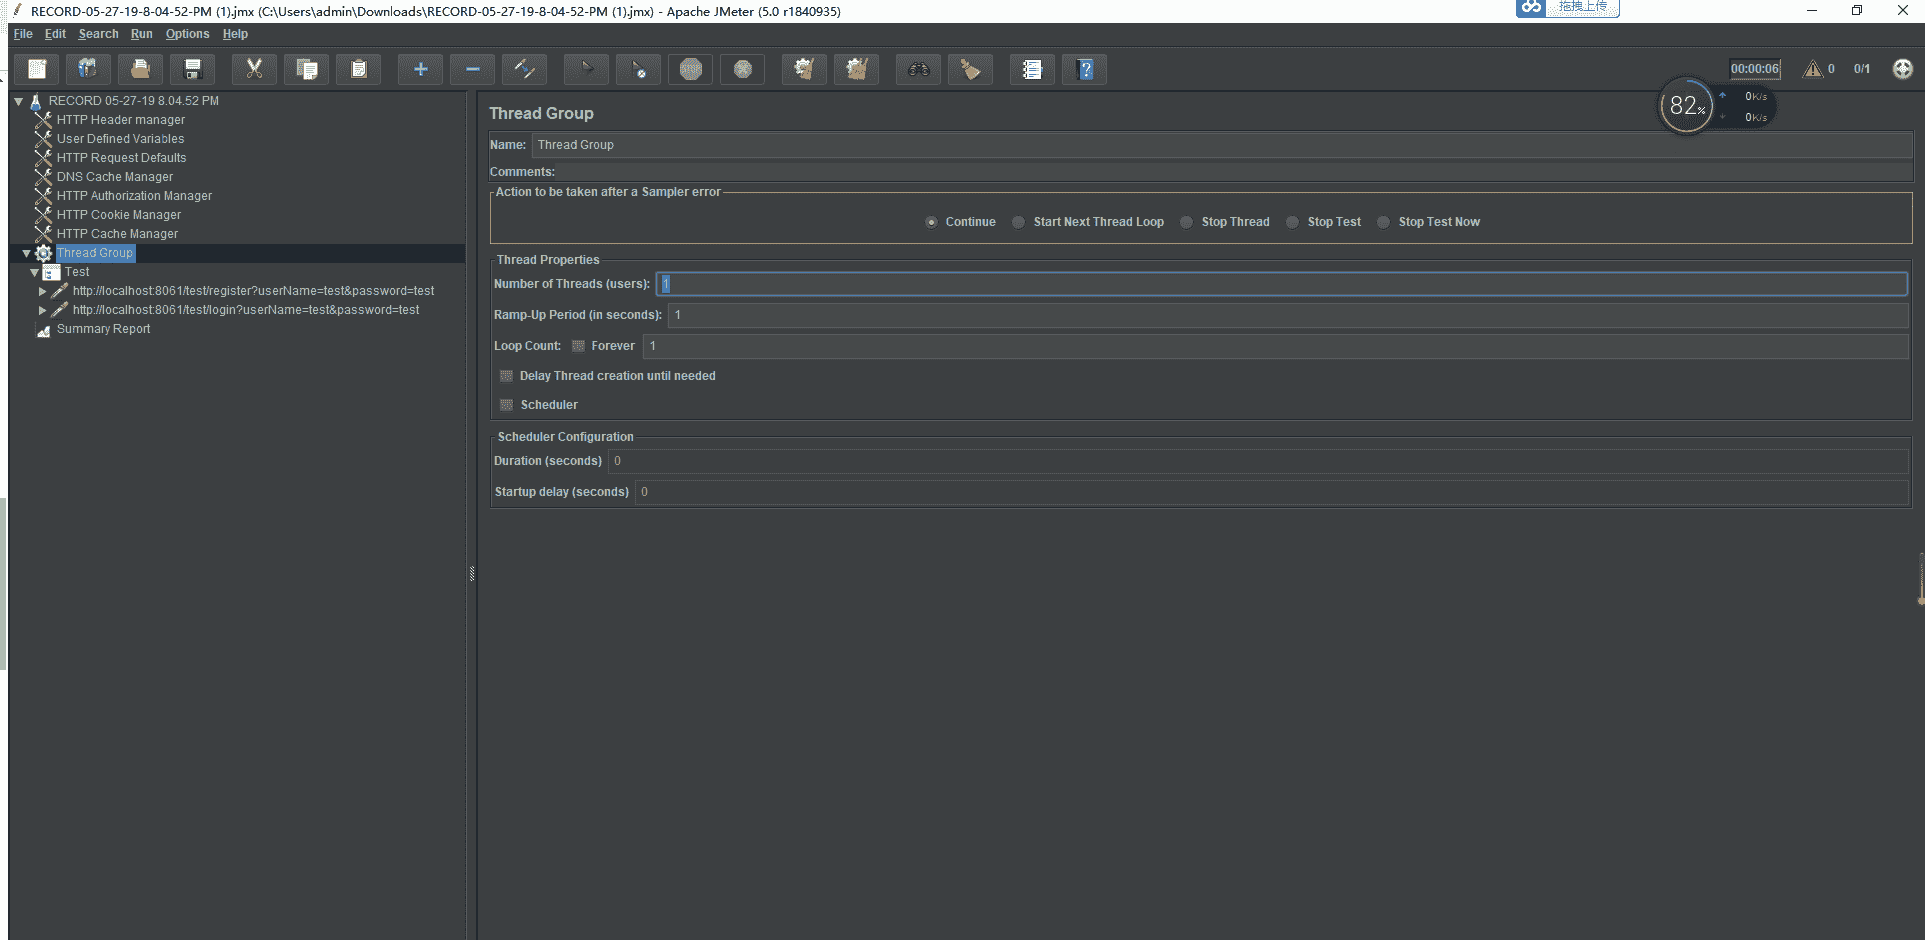 RECORD-05-27-19-8-04-52-PM (1).jmx (C:\Users\admin\Downloads\RECORD-05-27-19-8-04-52-PM (1).jmx) - Apache JMeter (5.0 r1840935)
拖拽上传
File Edit Search Run Options Help
00:00:06 0 0/1
82%
0K/s
0K/s
RECORD 05-27-19 8.04.52 PM
HTTP Header manager
User Defined Variables
HTTP Request Defaults
DNS Cache Manager
HTTP Authorization Manager
HTTP Cookie Manager
HTTP Cache Manager
Thread Group
Test
http://localhost:8061/test/register?userName=test&password=test
http://localhost:8061/test/login?userName=test&password=test
Summary Report
Thread Group
Name: Thread Group
Comments:
Action to be taken after a Sampler error
Continue Start Next Thread Loop Stop Thread Stop Test Stop Test Now
Thread Properties
Number of Threads (users): 1
Ramp-Up Period (in seconds): 1
Loop Count: Forever 1
Delay Thread creation until needed
Scheduler
Scheduler Configuration
Duration (seconds) 0
Startup delay (seconds) 0